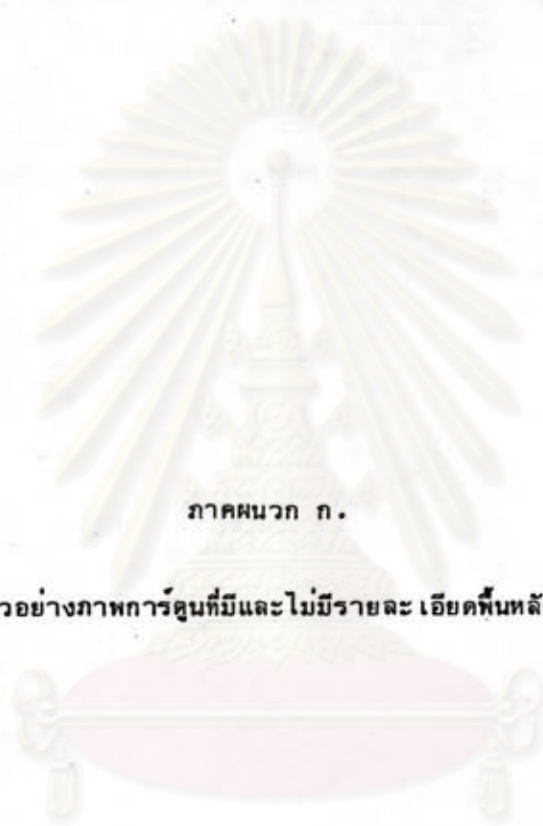 ภาคผนวก ก.
วอย่างภาพการ์ตูนที่มีและไม่มีรายละเอียดพื้นหลั